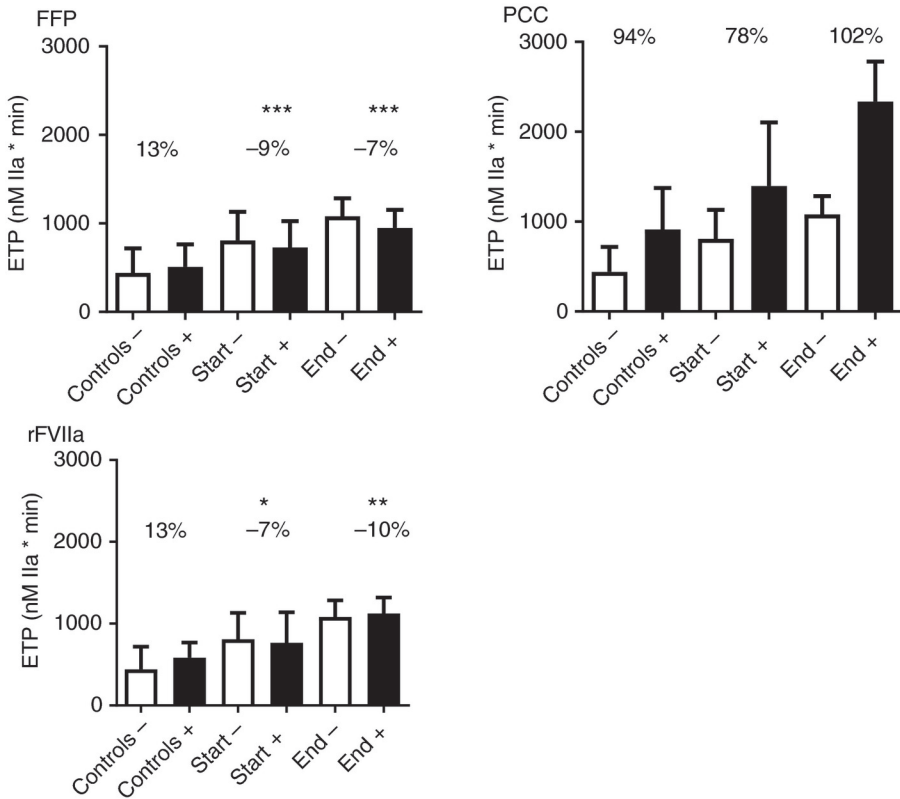 FFP
3000
2000
1000
0
ETP (nM IIa * min)
13%
***
–9%
***
–7%
Controls –
Controls +
Start –
Start +
End –
End +
PCC
3000
2000
1000
0
ETP (nM IIa * min)
94%
78%
102%
Controls –
Controls +
Start –
Start +
End –
End +
rFVIIa
3000
2000
1000
0
ETP (nM IIa * min)
13%
*
–7%
**
–10%
Controls –
Controls +
Start –
Start +
End –
End +